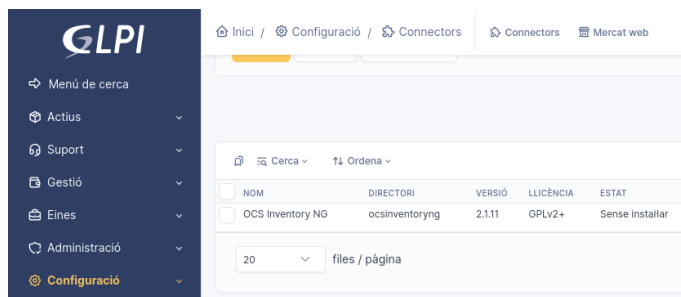 GLPI
Inici / Configuració / Connectors Connectors Mercat web
Menú de cerca
Actius
Suport
Gestió
Eines
Administració
Configuració
Cerca Ordena
NOM DIRECTORI VERSIÓ LLICÈNCIA ESTAT
OCS Inventory NG ocsinventoryng 2.1.11 GPLv2+ Sense instal·lar
20 files / pàgina